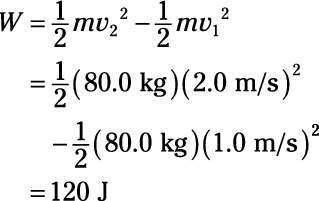 W = 1/2 mv₂² − 1/2 mv₁²
= 1/2 (80.0 kg)(2.0 m/s)²
− 1/2 (80.0 kg)(1.0 m/s)²
= 120 J